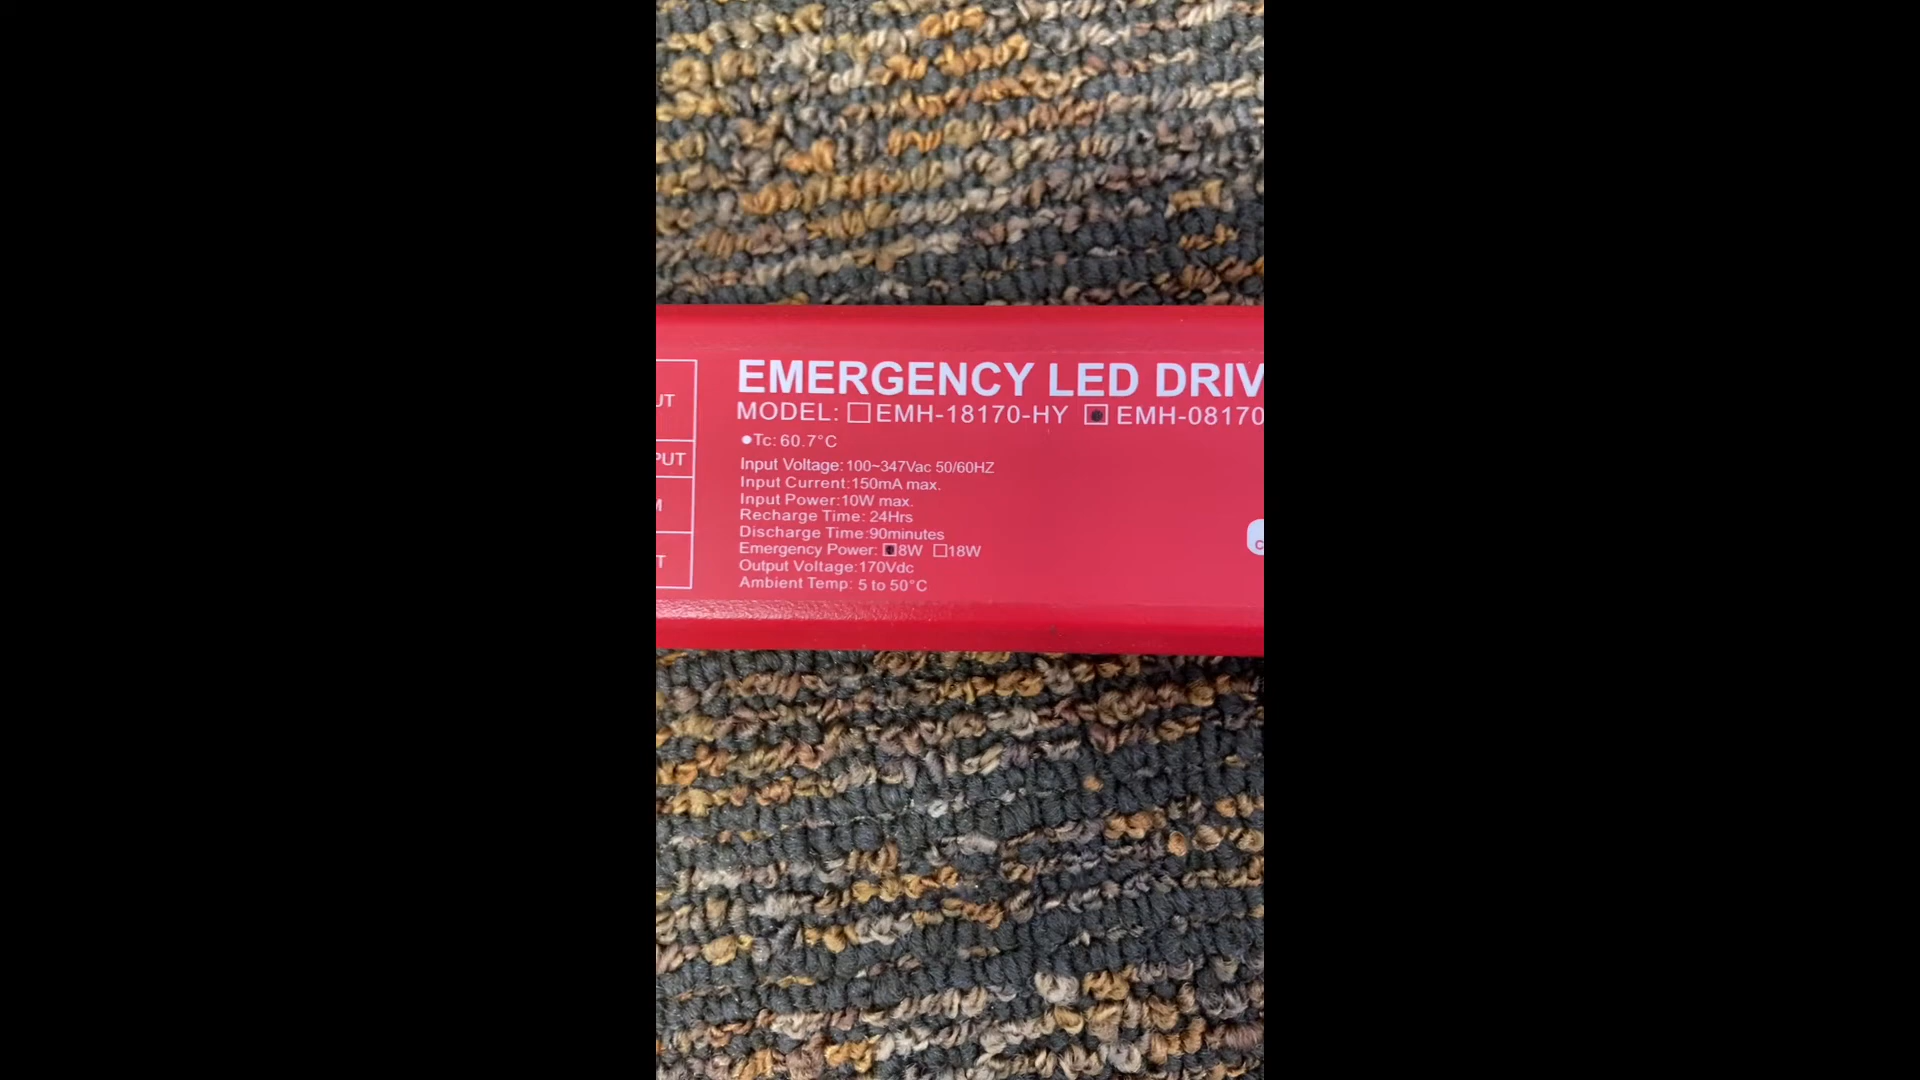 EMERGENCY LED DRIV
MODEL: ☐EMH-18170-HY ☒EMH-08170
●Tc: 60.7°C
Input Voltage: 100~347Vac 50/60HZ
Input Current:150mA max.
Input Power:10W max.
Recharge Time: 24Hrs
Discharge Time:90minutes
Emergency Power: ☒8W ☐18W
Output Voltage:170Vdc
Ambient Temp: 5 to 50°C